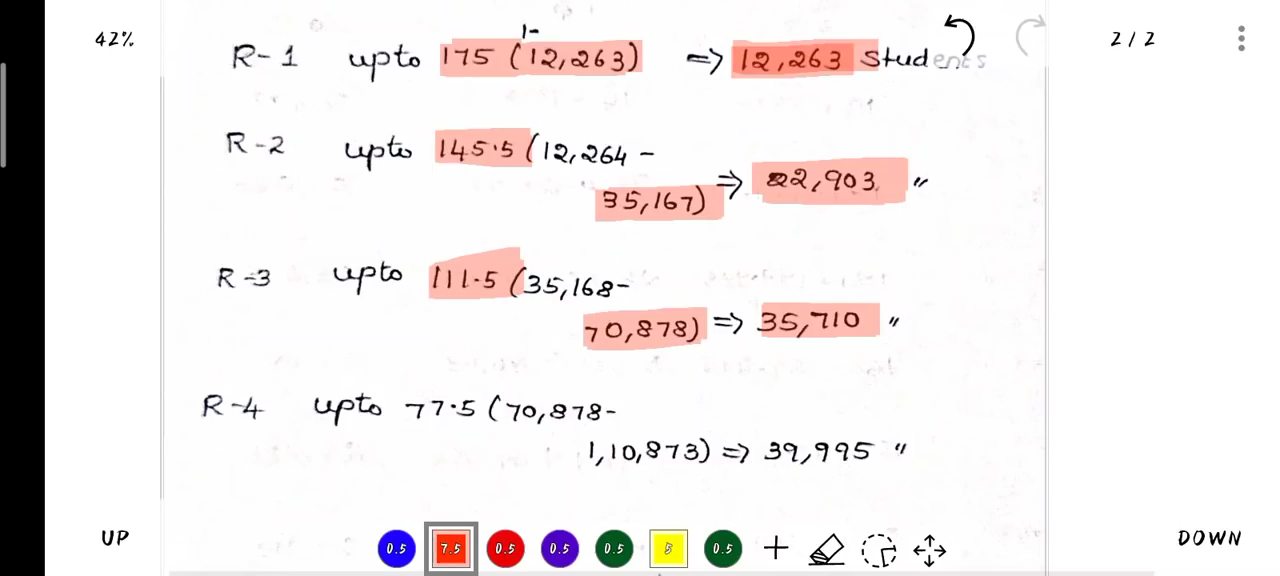 42%
2 / 2
R-1 upto 175 (1-12,263) => 12,263 Students
R-2 upto 145.5 (12,264 -
35,167) => 22,903 "
R-3 upto 111.5 (35,168-
70,878) => 35,710 "
R-4 upto 77.5 (70,878-
1,10,873) => 39,995 "
UP
0.5 7.5 0.5 0.5 0.5 5 0.5
DOWN